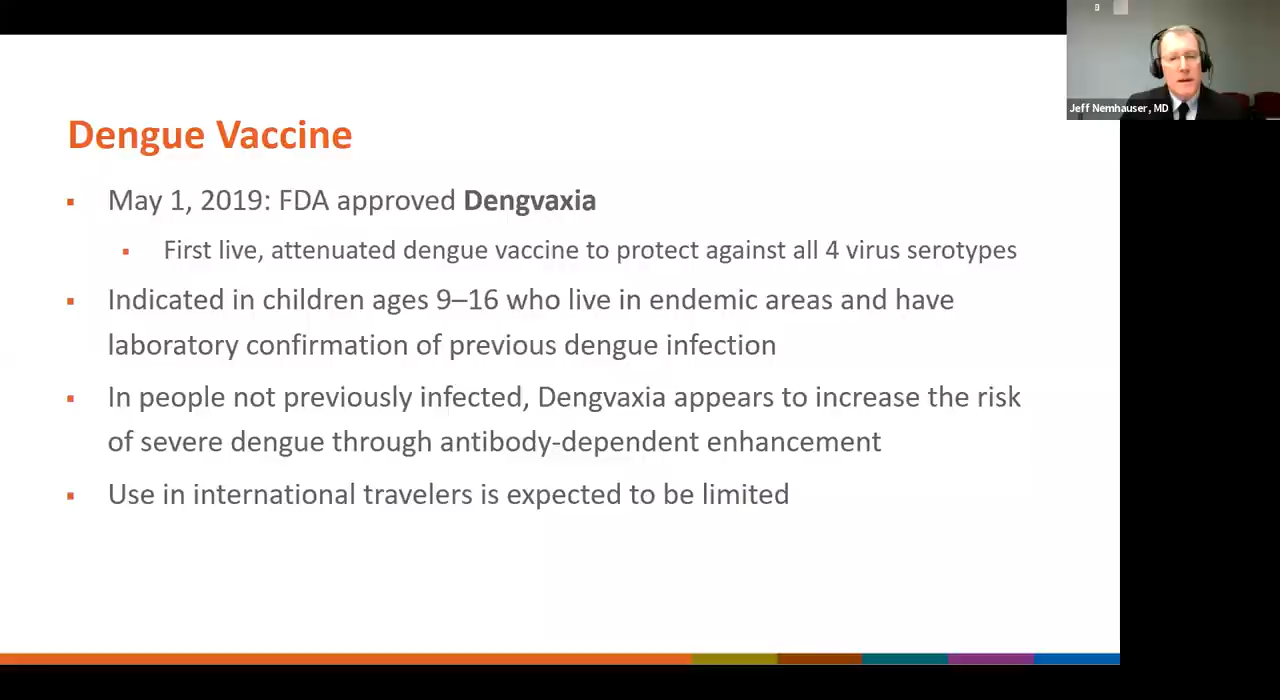 Jeff Nemhauser, MD
Dengue Vaccine
May 1, 2019: FDA approved Dengvaxia
First live, attenuated dengue vaccine to protect against all 4 virus serotypes
Indicated in children ages 9–16 who live in endemic areas and have
laboratory confirmation of previous dengue infection
In people not previously infected, Dengvaxia appears to increase the risk
of severe dengue through antibody-dependent enhancement
Use in international travelers is expected to be limited